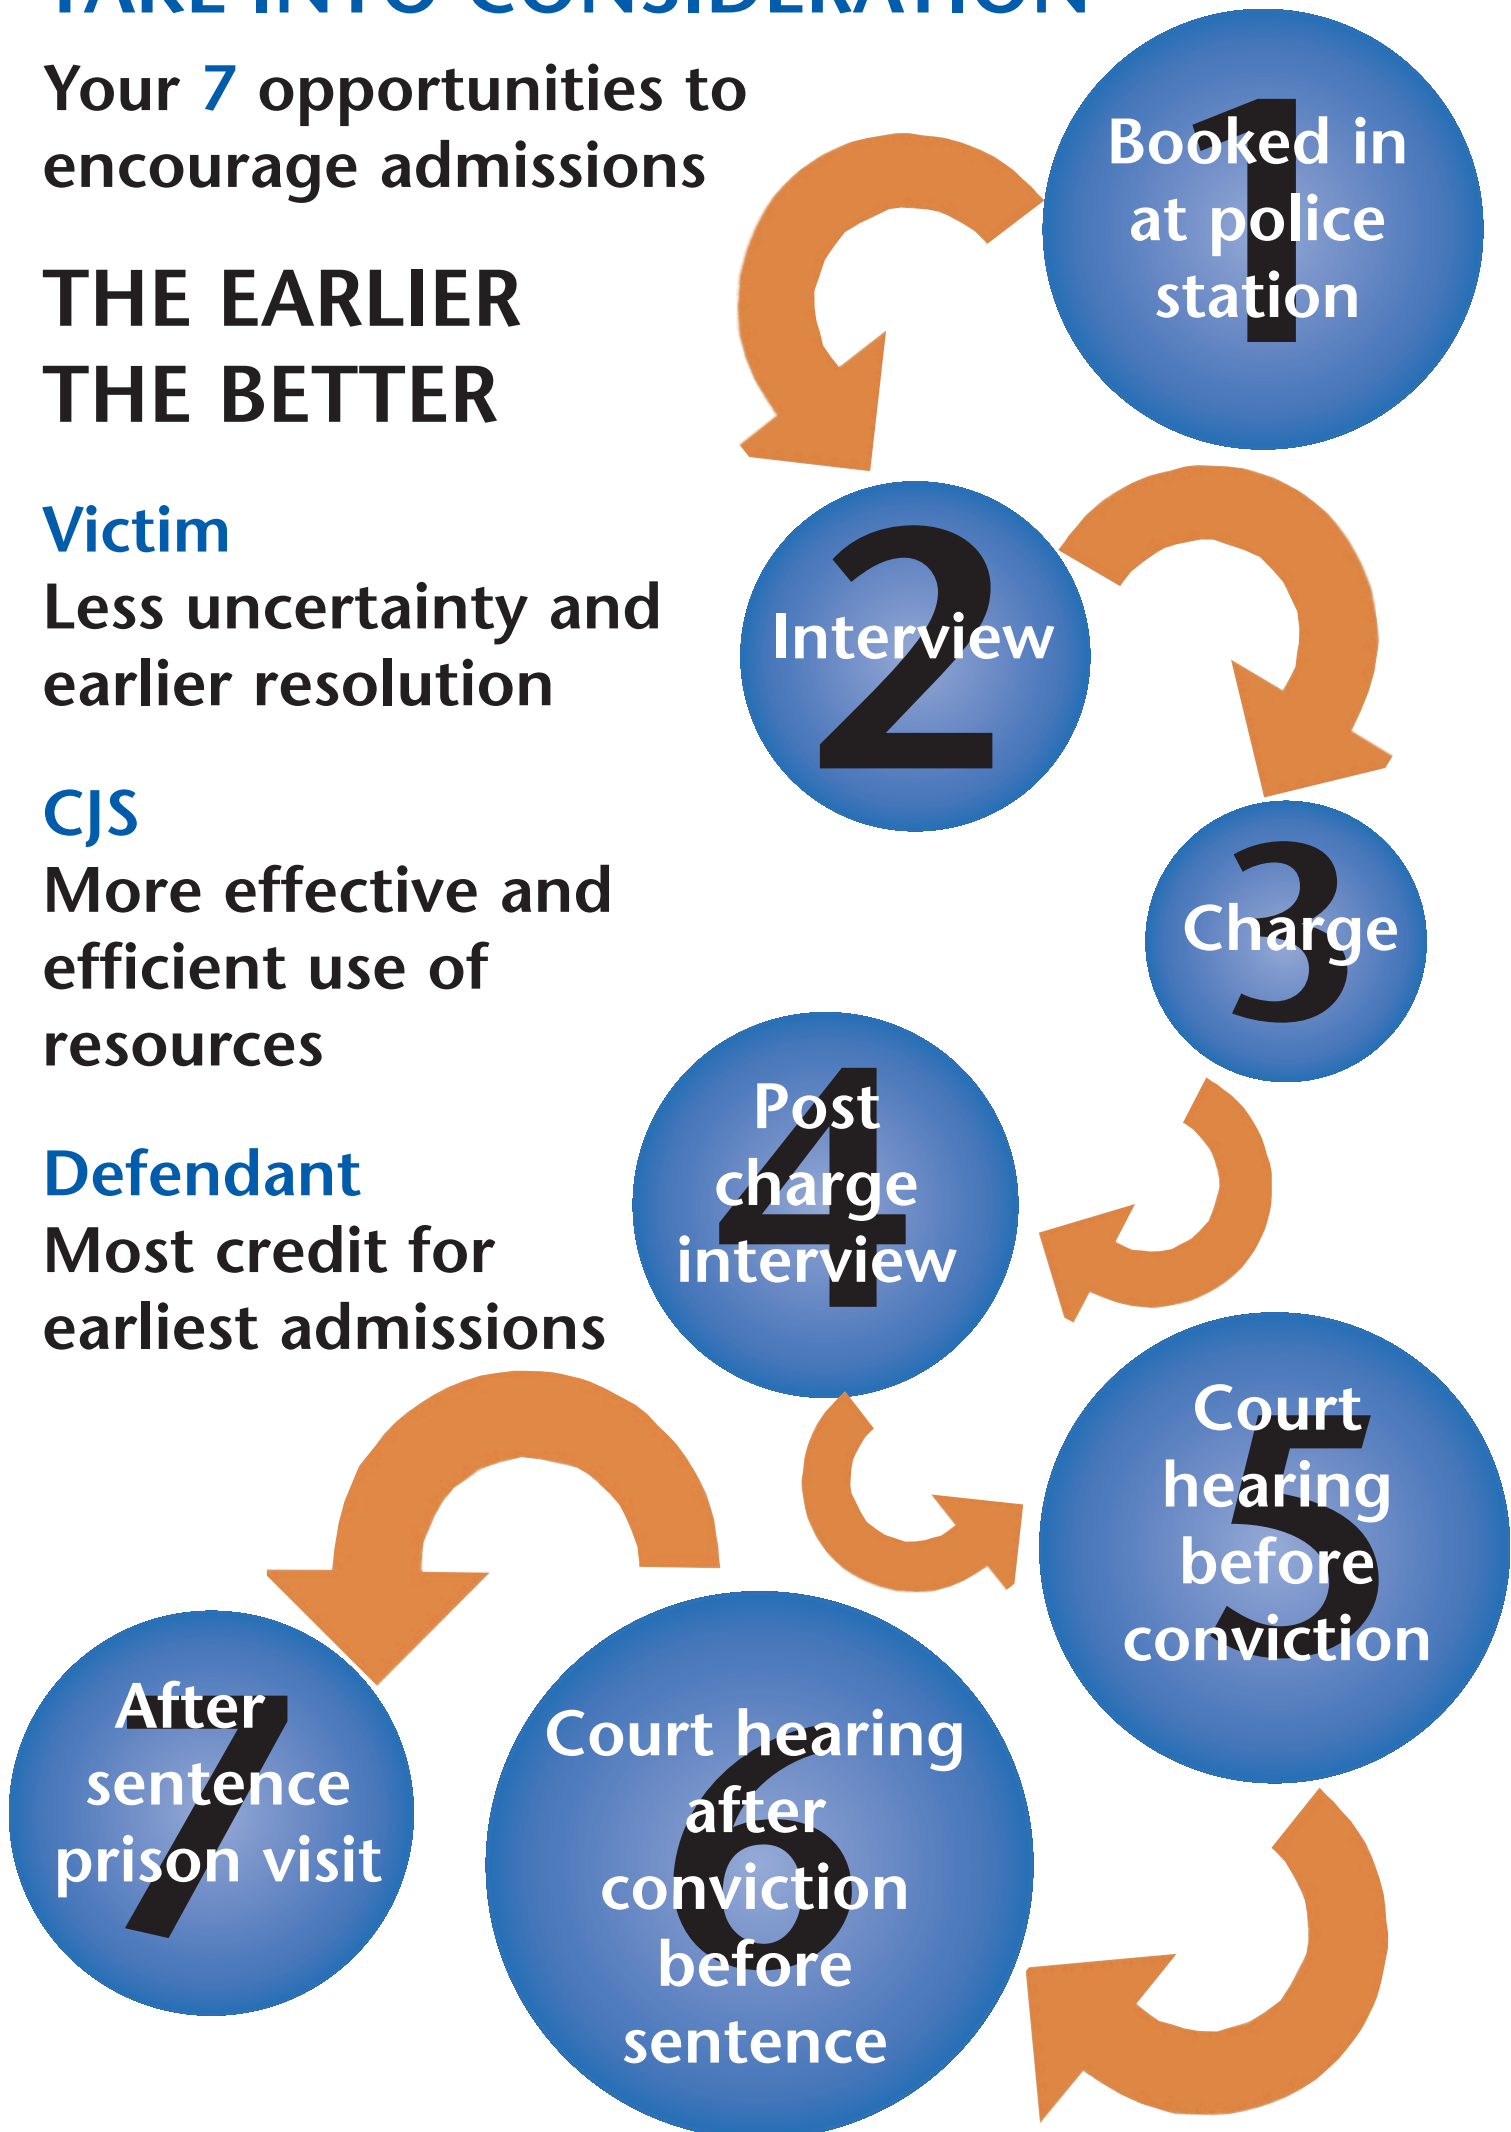 TAKE INTO CONSIDERATION
Your 7 opportunities to
encourage admissions
THE EARLIER
THE BETTER
Victim
Less uncertainty and
earlier resolution
CJS
More effective and
efficient use of
resources
Defendant
Most credit for
earliest admissions
1
Booked in
at police
station
2
Interview
3
Charge
4
Post
charge
interview
5
Court
hearing
before
conviction
6
Court hearing
after
conviction
before
sentence
7
After
sentence
prison visit